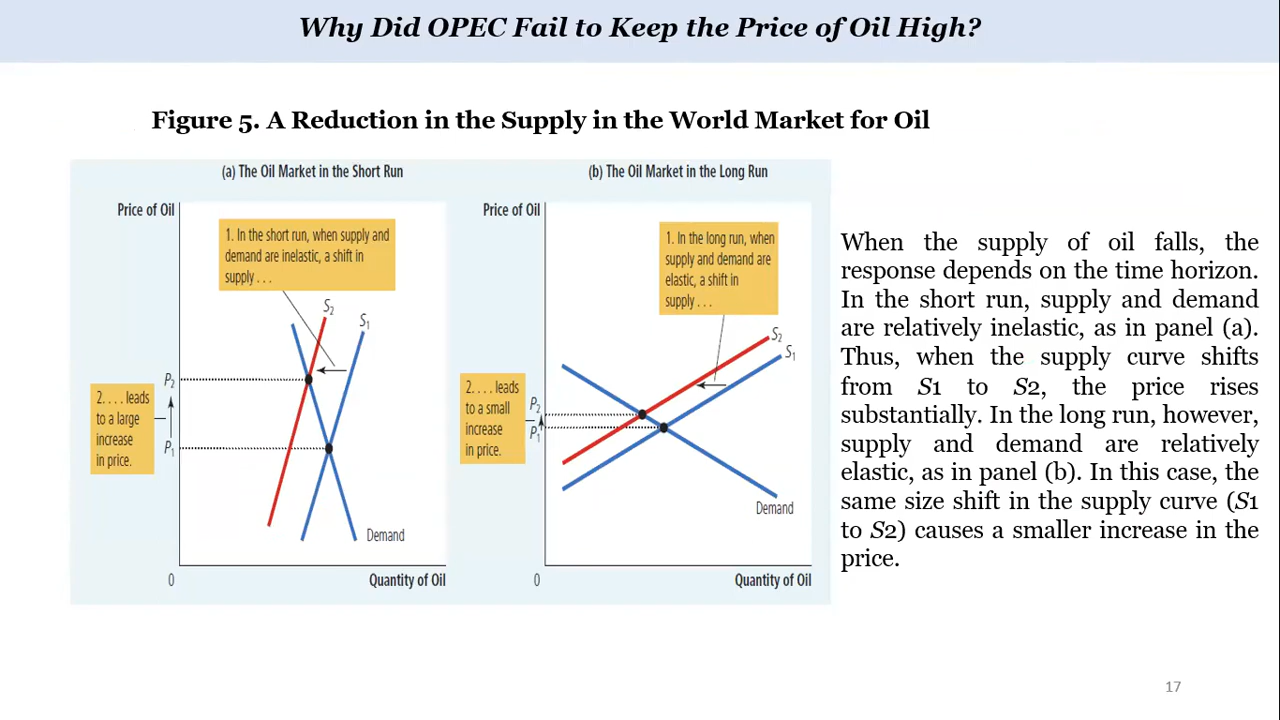 Why Did OPEC Fail to Keep the Price of Oil High?
Figure 5. A Reduction in the Supply in the World Market for Oil
(a) The Oil Market in the Short Run
Price of Oil
1. In the short run, when supply and
demand are inelastic, a shift in
supply . . .
S2
S1
P2
2. . . . leads
to a large
increase
in price.
P1
Demand
0
Quantity of Oil
(b) The Oil Market in the Long Run
Price of Oil
1. In the long run, when
supply and demand are
elastic, a shift in
supply . . .
S2
S1
2. . . . leads
to a small
increase
in price.
P2
P1
Demand
0
Quantity of Oil
When the supply of oil falls, the
response depends on the time horizon.
In the short run, supply and demand
are relatively inelastic, as in panel (a).
Thus, when the supply curve shifts
from S1 to S2, the price rises
substantially. In the long run, however,
supply and demand are relatively
elastic, as in panel (b). In this case, the
same size shift in the supply curve (S1
to S2) causes a smaller increase in the
price.
17